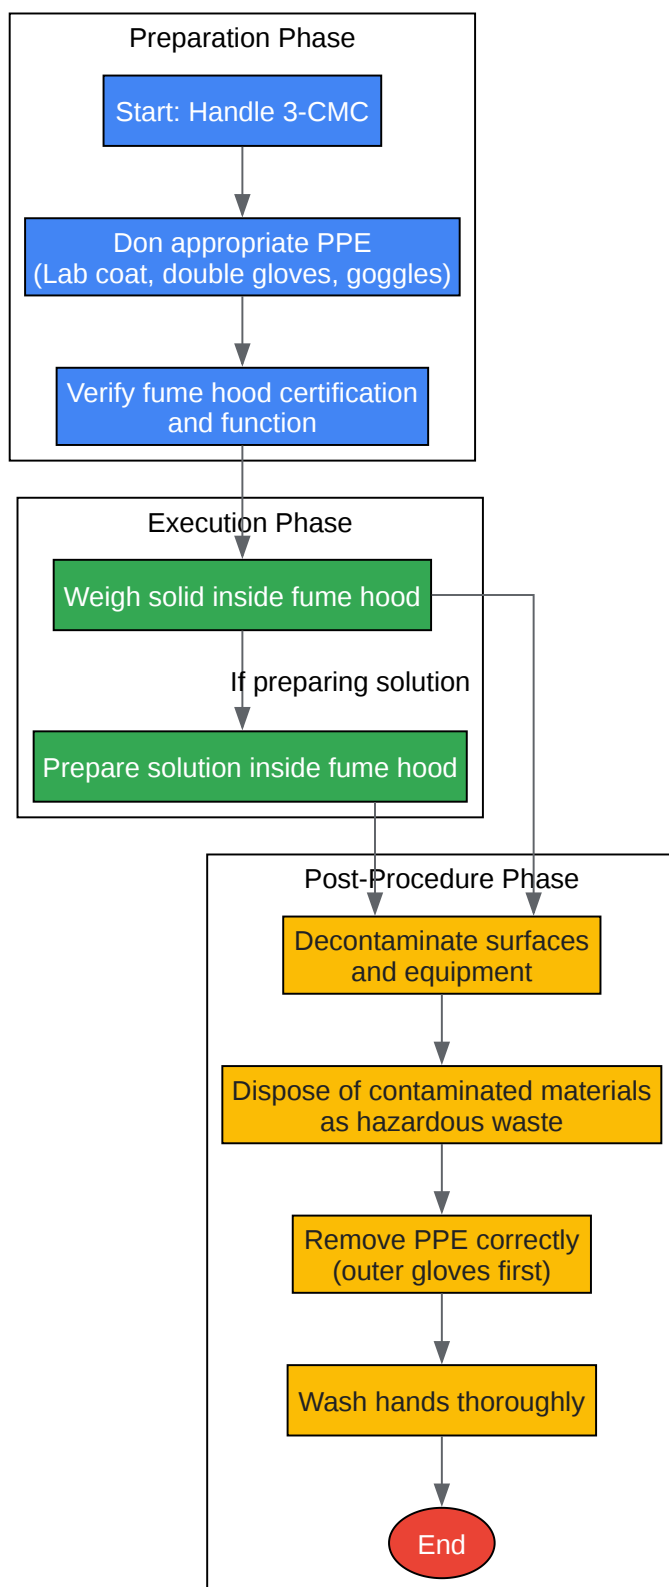 Preparation Phase
Start: Handle 3-CMC
Don appropriate PPE
(Lab coat, double gloves, goggles)
Verify fume hood certification
and function
Execution Phase
Weigh solid inside fume hood
If preparing solution
Prepare solution inside fume hood
Post-Procedure Phase
Decontaminate surfaces
and equipment
Dispose of contaminated materials
as hazardous waste
Remove PPE correctly
(outer gloves first)
Wash hands thoroughly
End